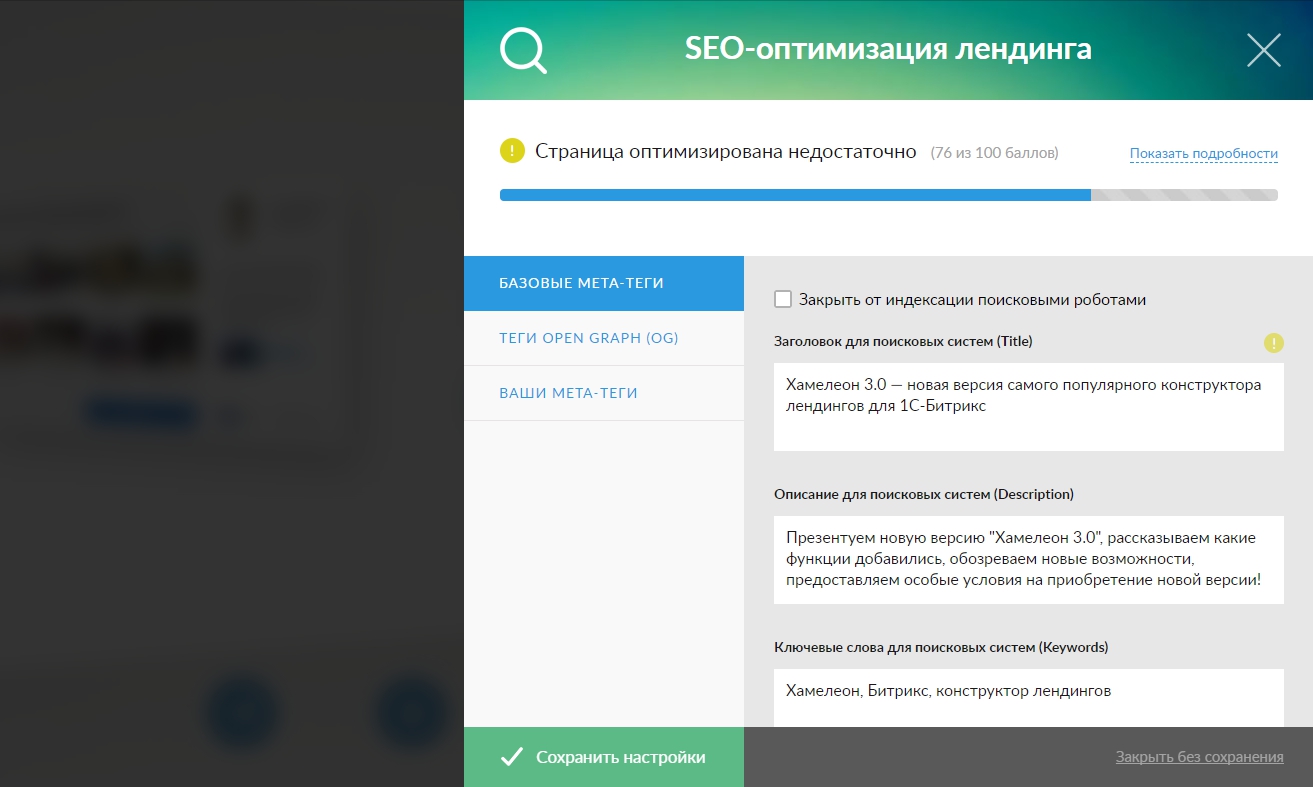 SEO-оптимизация лендинга
! Страница оптимизирована недостаточно (76 из 100 баллов) Показать подробности
БАЗОВЫЕ МЕТА-ТЕГИ
ТЕГИ OPEN GRAPH (OG)
ВАШИ МЕТА-ТЕГИ
Закрыть от индексации поисковыми роботами
Заголовок для поисковых систем (Title) !
Хамелеон 3.0 — новая версия самого популярного конструктора
лендингов для 1С-Битрикс
Описание для поисковых систем (Description)
Презентуем новую версию "Хамелеон 3.0", рассказываем какие
функции добавились, обозреваем новые возможности,
предоставляем особые условия на приобретение новой версии!
Ключевые слова для поисковых систем (Keywords)
Хамелеон, Битрикс, конструктор лендингов
Сохранить настройки
Закрыть без сохранения